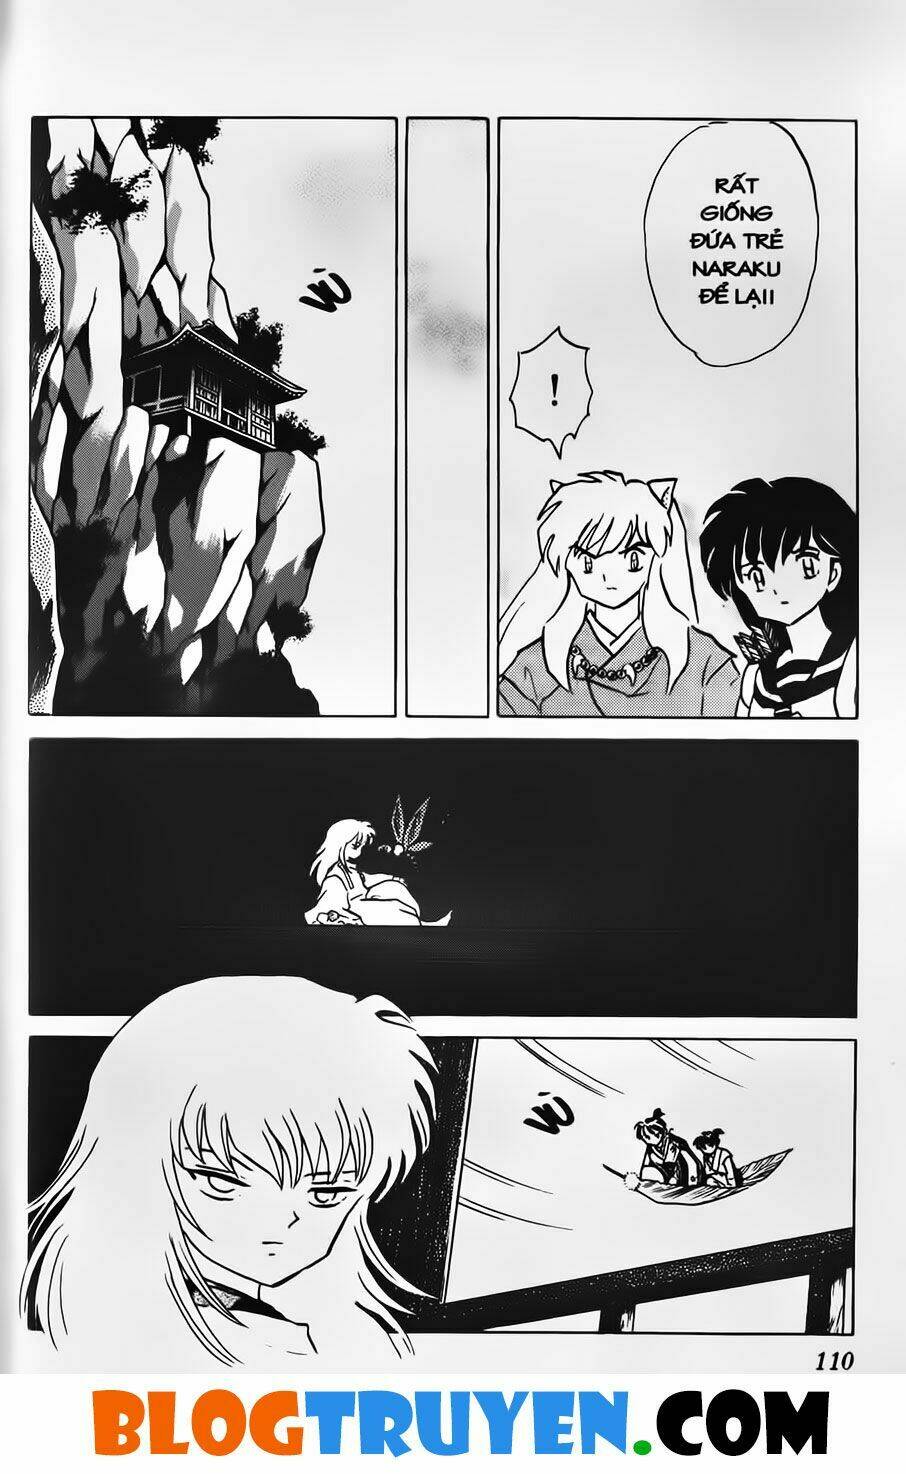 RẤT
GIỐNG
ĐỨA TRẺ
NARAKU
ĐỂ LẠI!
!
VÙ
VÙ
110
BLOGTRUYEN.COM